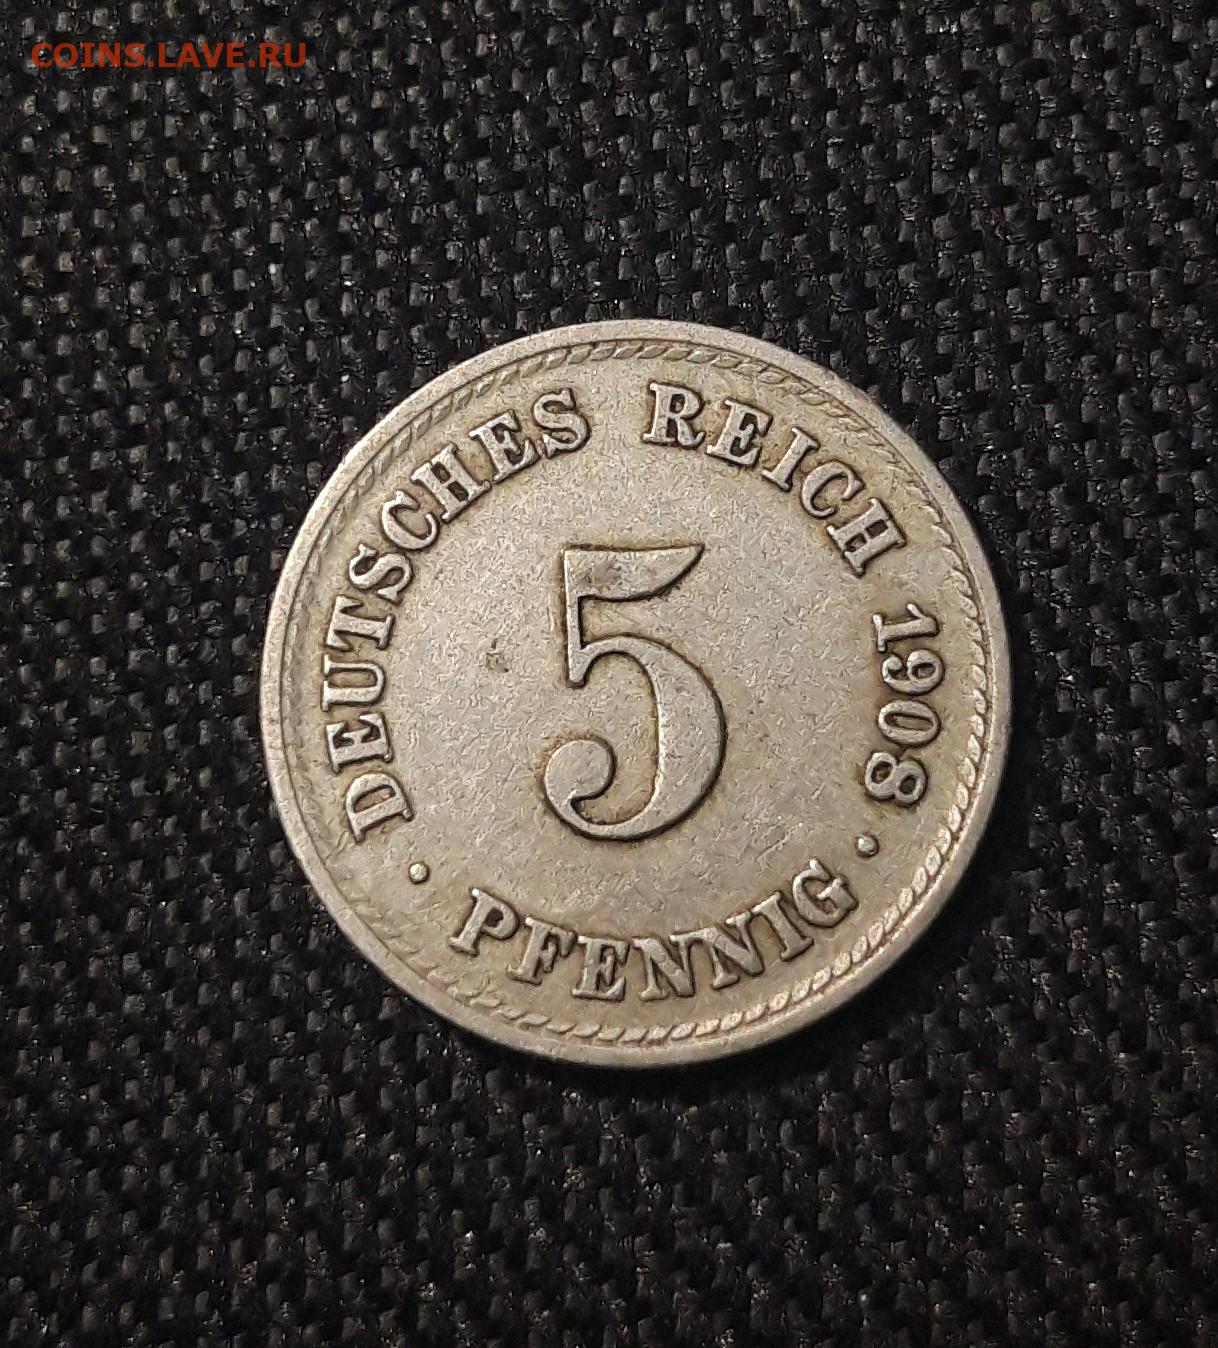 COINS.LAVE.RU
DEUTSCHES REICH 1908
5
· PFENNIG ·